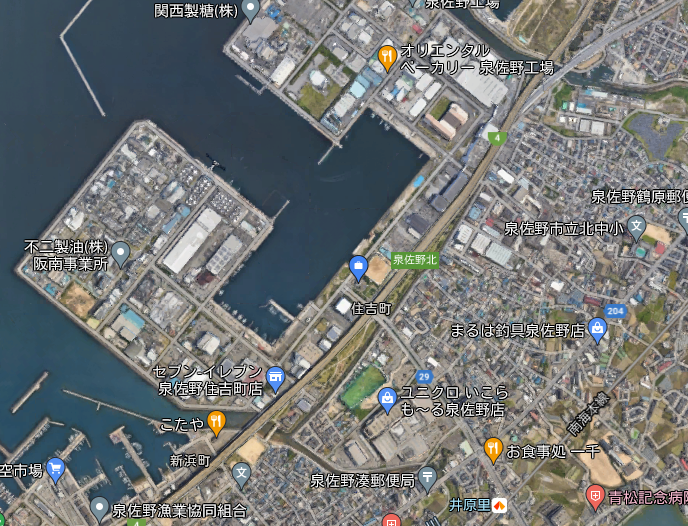 関西製糖(株)
泉佐野工場
オリエンタル
ベーカリー 泉佐野工場
4
泉佐野鶴原郵便
泉佐野市立北中小
不二製油(株)
阪南事業所
泉佐野北
住吉町
204
まるは釣具泉佐野店
セブン-イレブン
泉佐野住吉町店
29
ユニクロ いこら
も～る泉佐野店
南海本線
こたや
お食事処 一千
新浜町
空市場
泉佐野湊郵便局
井原里
青松記念病院
泉佐野漁業協同組合
4